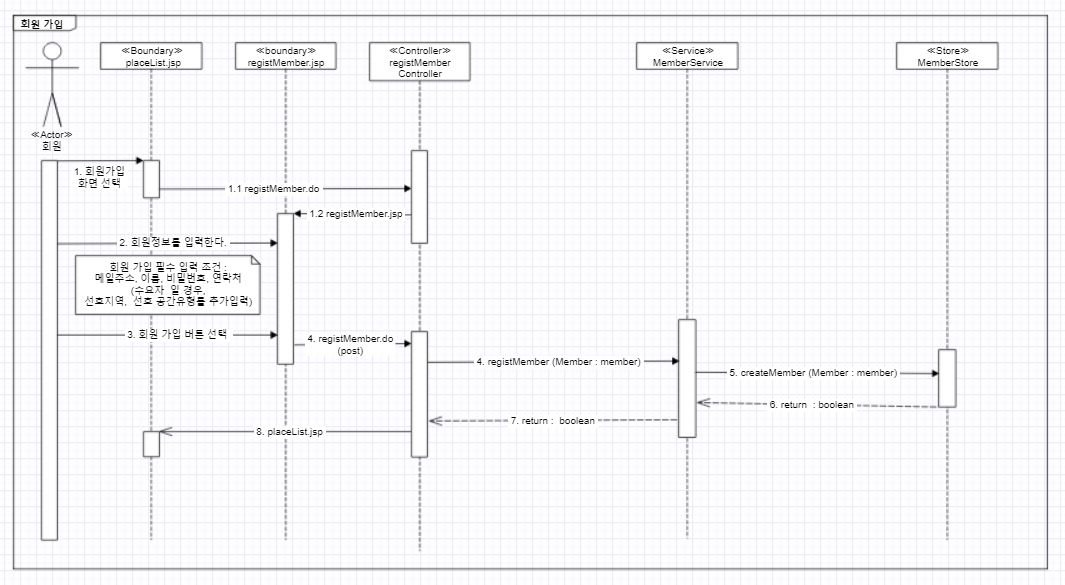 회원 가입
≪Boundary≫
placeList.jsp
≪boundary≫
registMember.jsp
≪Controller≫
registMember
Controller
≪Service≫
MemberService
≪Store≫
MemberStore
≪Actor≫
회원
1. 회원가입
화면 선택
1.1 registMember.do
1.2 registMember.jsp
2. 회원정보를 입력한다.
회원 가입 필수 입력 조건 :
메일주소, 이름, 비밀번호, 연락처
(수요자 일 경우,
선호지역, 선호 공간유형를 추가입력)
3. 회원 가입 버튼 선택
4. registMember.do
(post)
4. registMember (Member : member)
5. createMember (Member : member)
6. return : boolean
7. return : boolean
8. placeList.jsp